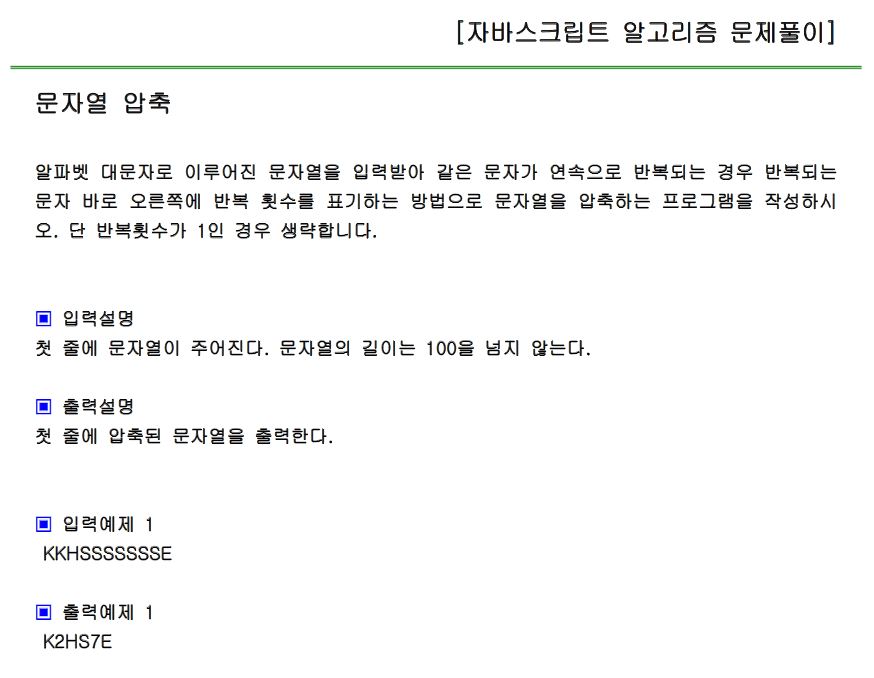 [자바스크립트 알고리즘 문제풀이]
문자열 압축
알파벳 대문자로 이루어진 문자열을 입력받아 같은 문자가 연속으로 반복되는 경우 반복되는
문자 바로 오른쪽에 반복 횟수를 표기하는 방법으로 문자열을 압축하는 프로그램을 작성하시
오. 단 반복횟수가 1인 경우 생략합니다.
▣ 입력설명
첫 줄에 문자열이 주어진다. 문자열의 길이는 100을 넘지 않는다.
▣ 출력설명
첫 줄에 압축된 문자열을 출력한다.
▣ 입력예제 1
KKHSSSSSSSE
▣ 출력예제 1
K2HS7E